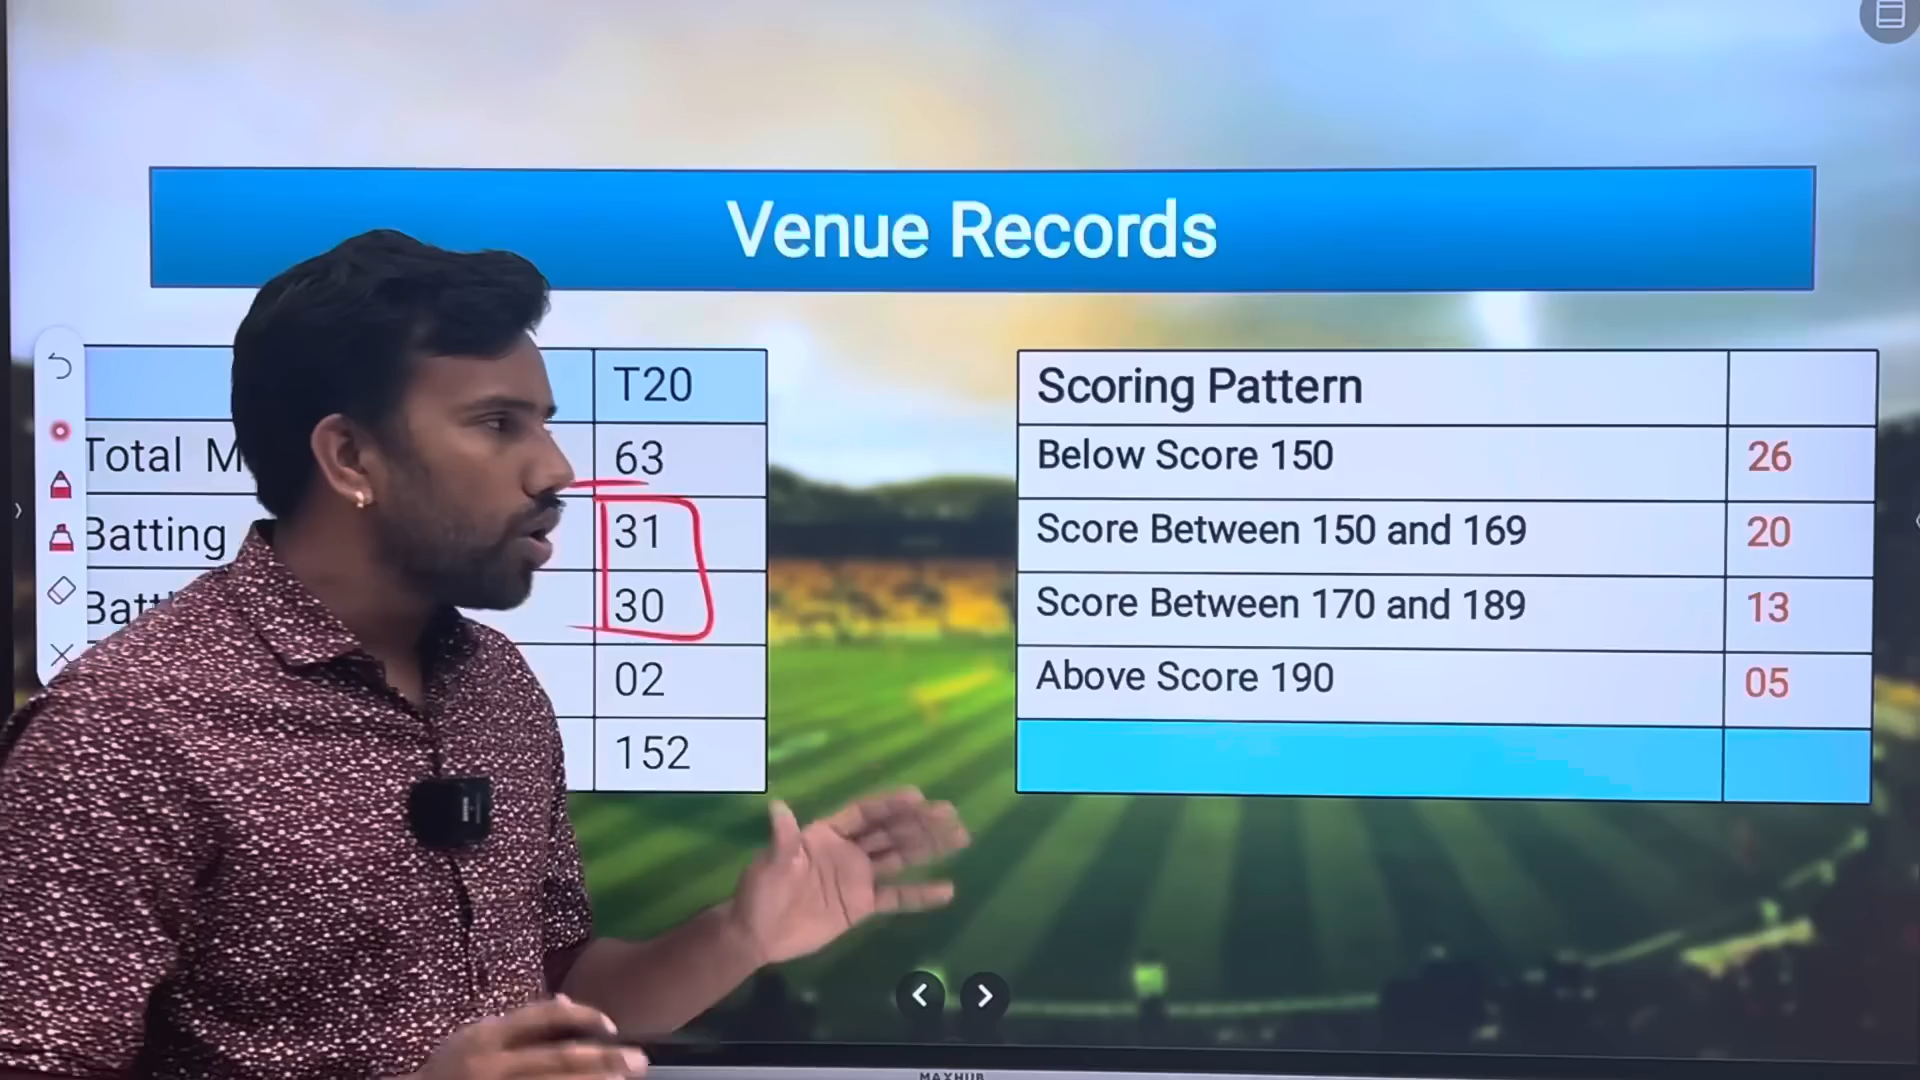 Venue Records
T20
Total 63
Batting 31
30
02
152
Scoring Pattern
Below Score 150 26
Score Between 150 and 169 20
Score Between 170 and 189 13
Above Score 190 05
MAXHUB